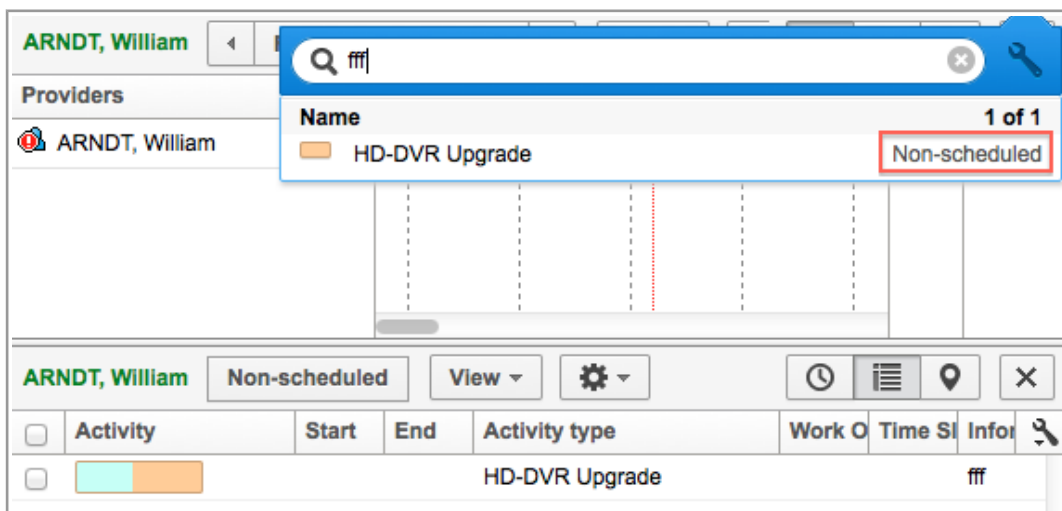 ARNDT, William
fff
Providers
Name 1 of 1
ARNDT, William
HD-DVR Upgrade Non-scheduled
ARNDT, William Non-scheduled View
Activity Start End Activity type Work O Time Sl Infor
HD-DVR Upgrade fff